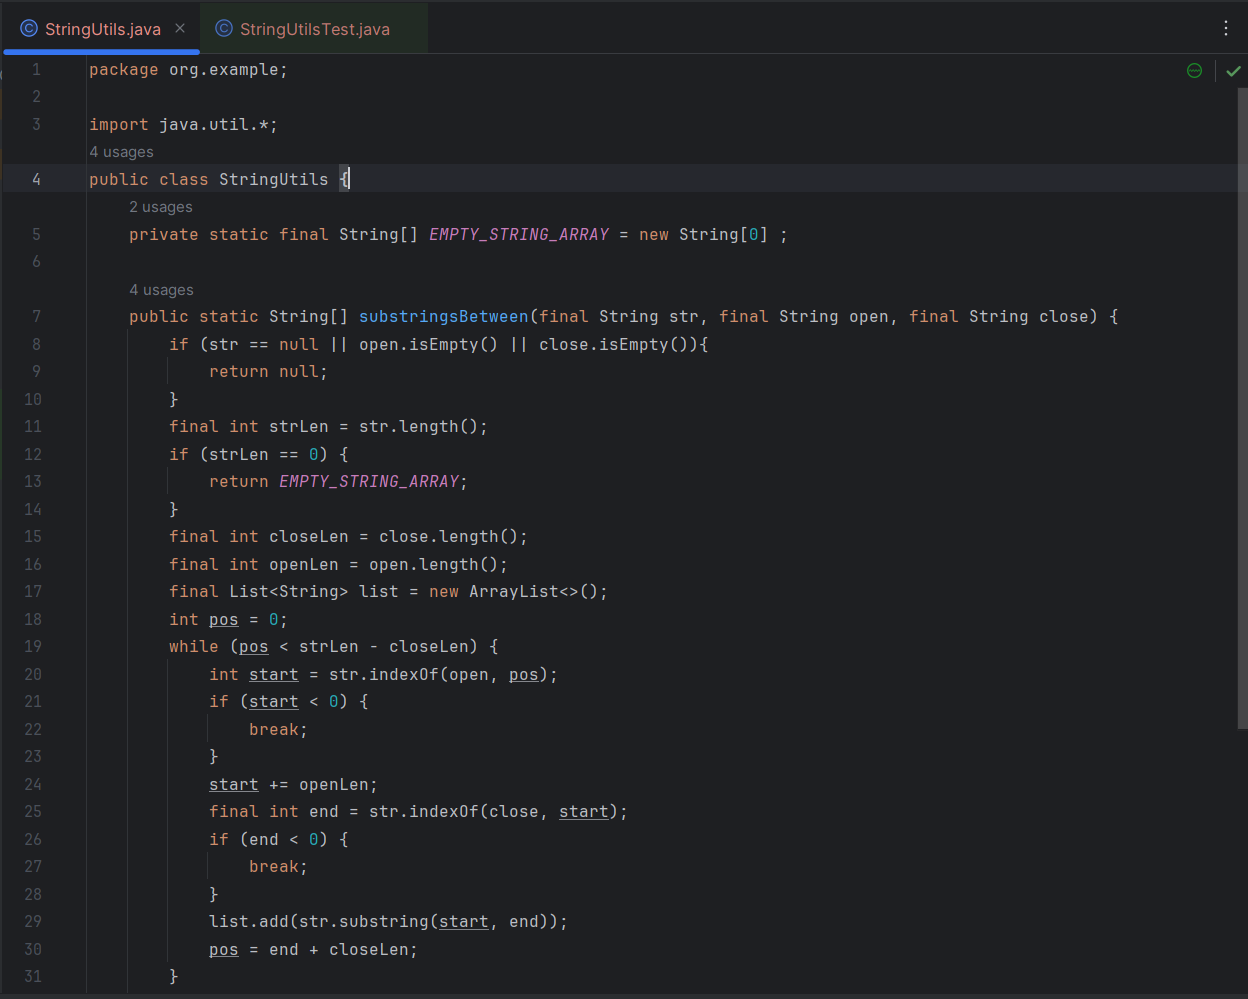 StringUtils.java StringUtilsTest.java
1 package org.example;
2
3 import java.util.*;
4 usages
4 public class StringUtils {
2 usages
5 private static final String[] EMPTY_STRING_ARRAY = new String[0] ;
6
4 usages
7 public static String[] substringsBetween(final String str, final String open, final String close) {
8 if (str == null || open.isEmpty() || close.isEmpty()){
9 return null;
10 }
11 final int strLen = str.length();
12 if (strLen == 0) {
13 return EMPTY_STRING_ARRAY;
14 }
15 final int closeLen = close.length();
16 final int openLen = open.length();
17 final List<String> list = new ArrayList<>();
18 int pos = 0;
19 while (pos < strLen - closeLen) {
20 int start = str.indexOf(open, pos);
21 if (start < 0) {
22 break;
23 }
24 start += openLen;
25 final int end = str.indexOf(close, start);
26 if (end < 0) {
27 break;
28 }
29 list.add(str.substring(start, end));
30 pos = end + closeLen;
31 }